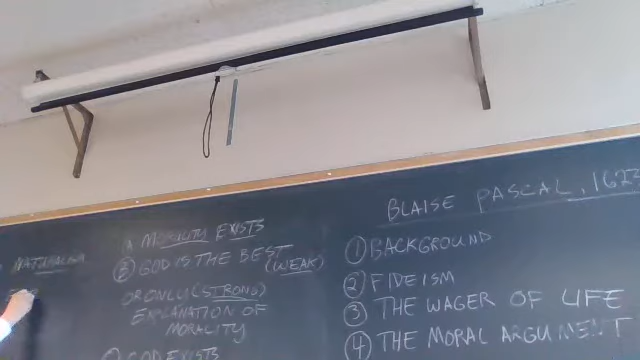 NATURALISM
A MORALITY EXISTS
B GOD IS THE BEST
(WEAK)
OR ONLY (STRONG)
EXPLANATION OF
MORALITY
GOD EXISTS
BLAISE PASCAL, 1623
1 BACKGROUND
2 FIDEISM
3 THE WAGER OF LIFE
4 THE MORAL ARGUMENT